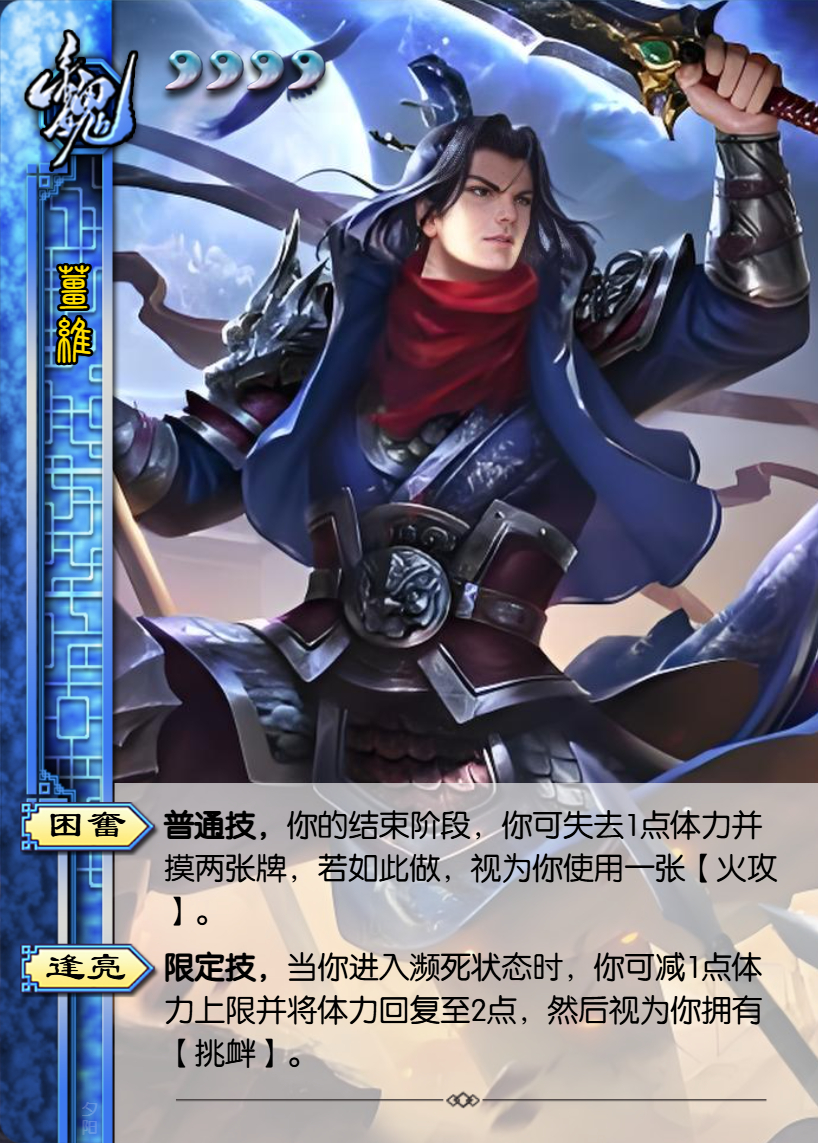 魏
薑維
困奮
普通技，你的结束阶段，你可失去1点体力并
摸两张牌，若如此做，视为你使用一张【火攻
】。
逢亮
限定技，当你进入濒死状态时，你可减1点体
力上限并将体力回复至2点，然后视为你拥有
【挑衅】。
夕阳